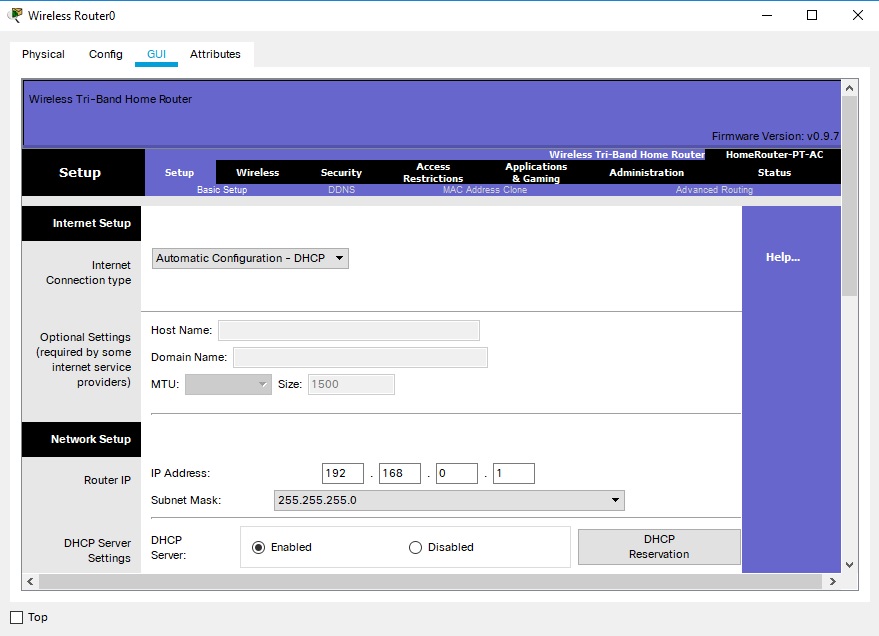 Wireless Router0
Physical Config GUI Attributes
Wireless Tri-Band Home Router
Firmware Version: v0.9.7
Wireless Tri-Band Home Router HomeRouter-PT-AC
Setup
Setup Wireless Security Access Restrictions Applications & Gaming Administration Status
Basic Setup DDNS MAC Address Clone Advanced Routing
Internet Setup
Internet
Connection type
Automatic Configuration - DHCP
Help...
Optional Settings
(required by some
internet service
providers)
Host Name:
Domain Name:
MTU: Size: 1500
Network Setup
Router IP
IP Address: 192 . 168 . 0 . 1
Subnet Mask: 255.255.255.0
DHCP Server
Settings
DHCP
Server:
Enabled Disabled
DHCP
Reservation
Top